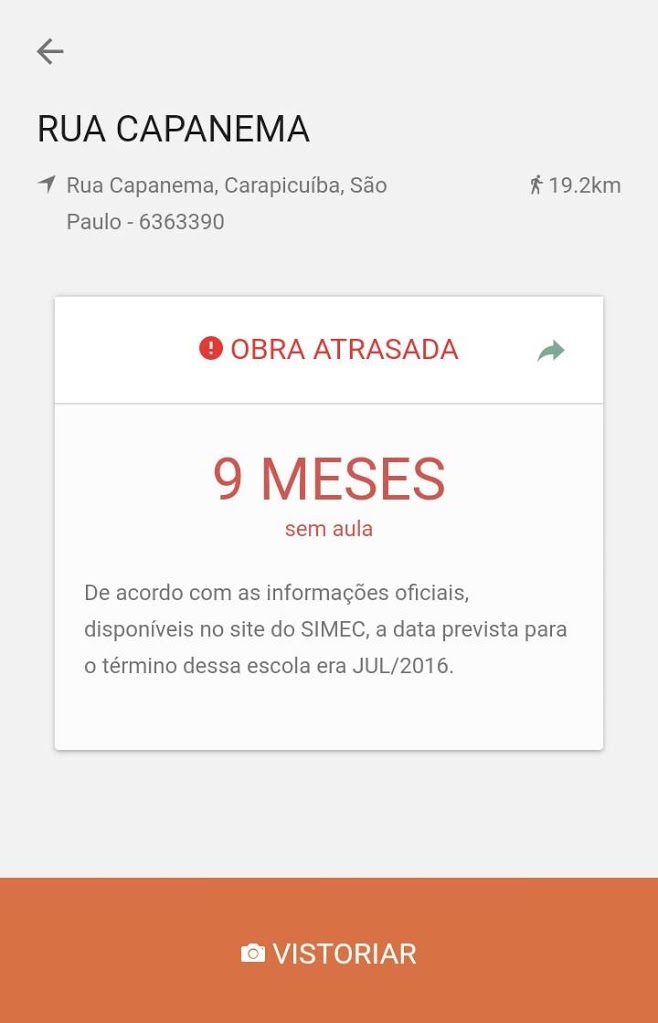 RUA CAPANEMA
Rua Capanema, Carapicuíba, São
19.2km
Paulo - 6363390
OBRA ATRASADA
9 MESES
sem aula
De acordo com as informações oficiais,
disponíveis no site do SIMEC, a data prevista para
o término dessa escola era JUL/2016.
VISTORIAR